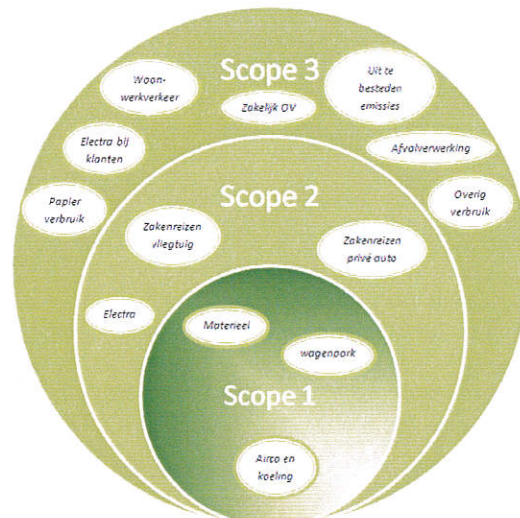 Scope 3
Woon-
werkverkeer
Uit te
besteden
emissies
Zakelijk OV
Electra bij
klanten
Afvalverwerking
Papier
verbruik
Overig
verbruik
Scope 2
Zakenreizen
vliegtuig
Zakenreizen
privé auto
Electra
Materieel
wagenpark
Scope 1
Airco en
koeling